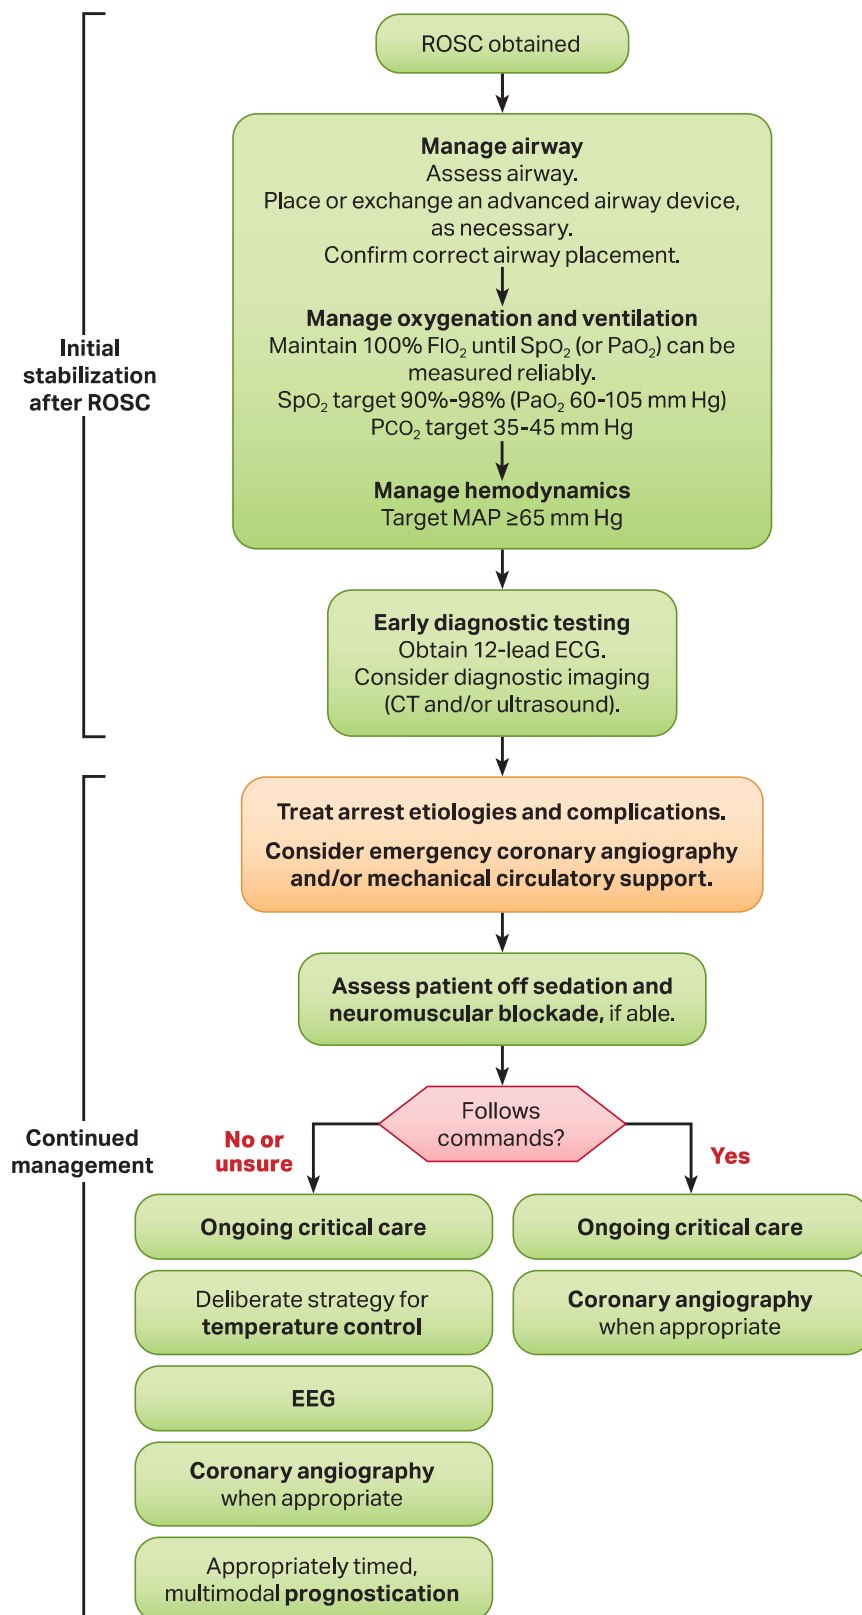 ROSC obtained
Manage airway
Assess airway.
Place or exchange an advanced airway device,
as necessary.
Confirm correct airway placement.
Manage oxygenation and ventilation
Maintain 100% FIO₂ until SpO₂ (or PaO₂) can be
measured reliably.
SpO₂ target 90%-98% (PaO₂ 60-105 mm Hg)
PCO₂ target 35-45 mm Hg
Manage hemodynamics
Target MAP ≥65 mm Hg
Initial
stabilization
after ROSC
Early diagnostic testing
Obtain 12-lead ECG.
Consider diagnostic imaging
(CT and/or ultrasound).
Treat arrest etiologies and complications.
Consider emergency coronary angiography
and/or mechanical circulatory support.
Assess patient off sedation and
neuromuscular blockade, if able.
Continued
management
Follows
commands?
No or
unsure
Yes
Ongoing critical care
Deliberate strategy for
temperature control
EEG
Coronary angiography
when appropriate
Appropriately timed,
multimodal prognostication
Ongoing critical care
Coronary angiography
when appropriate